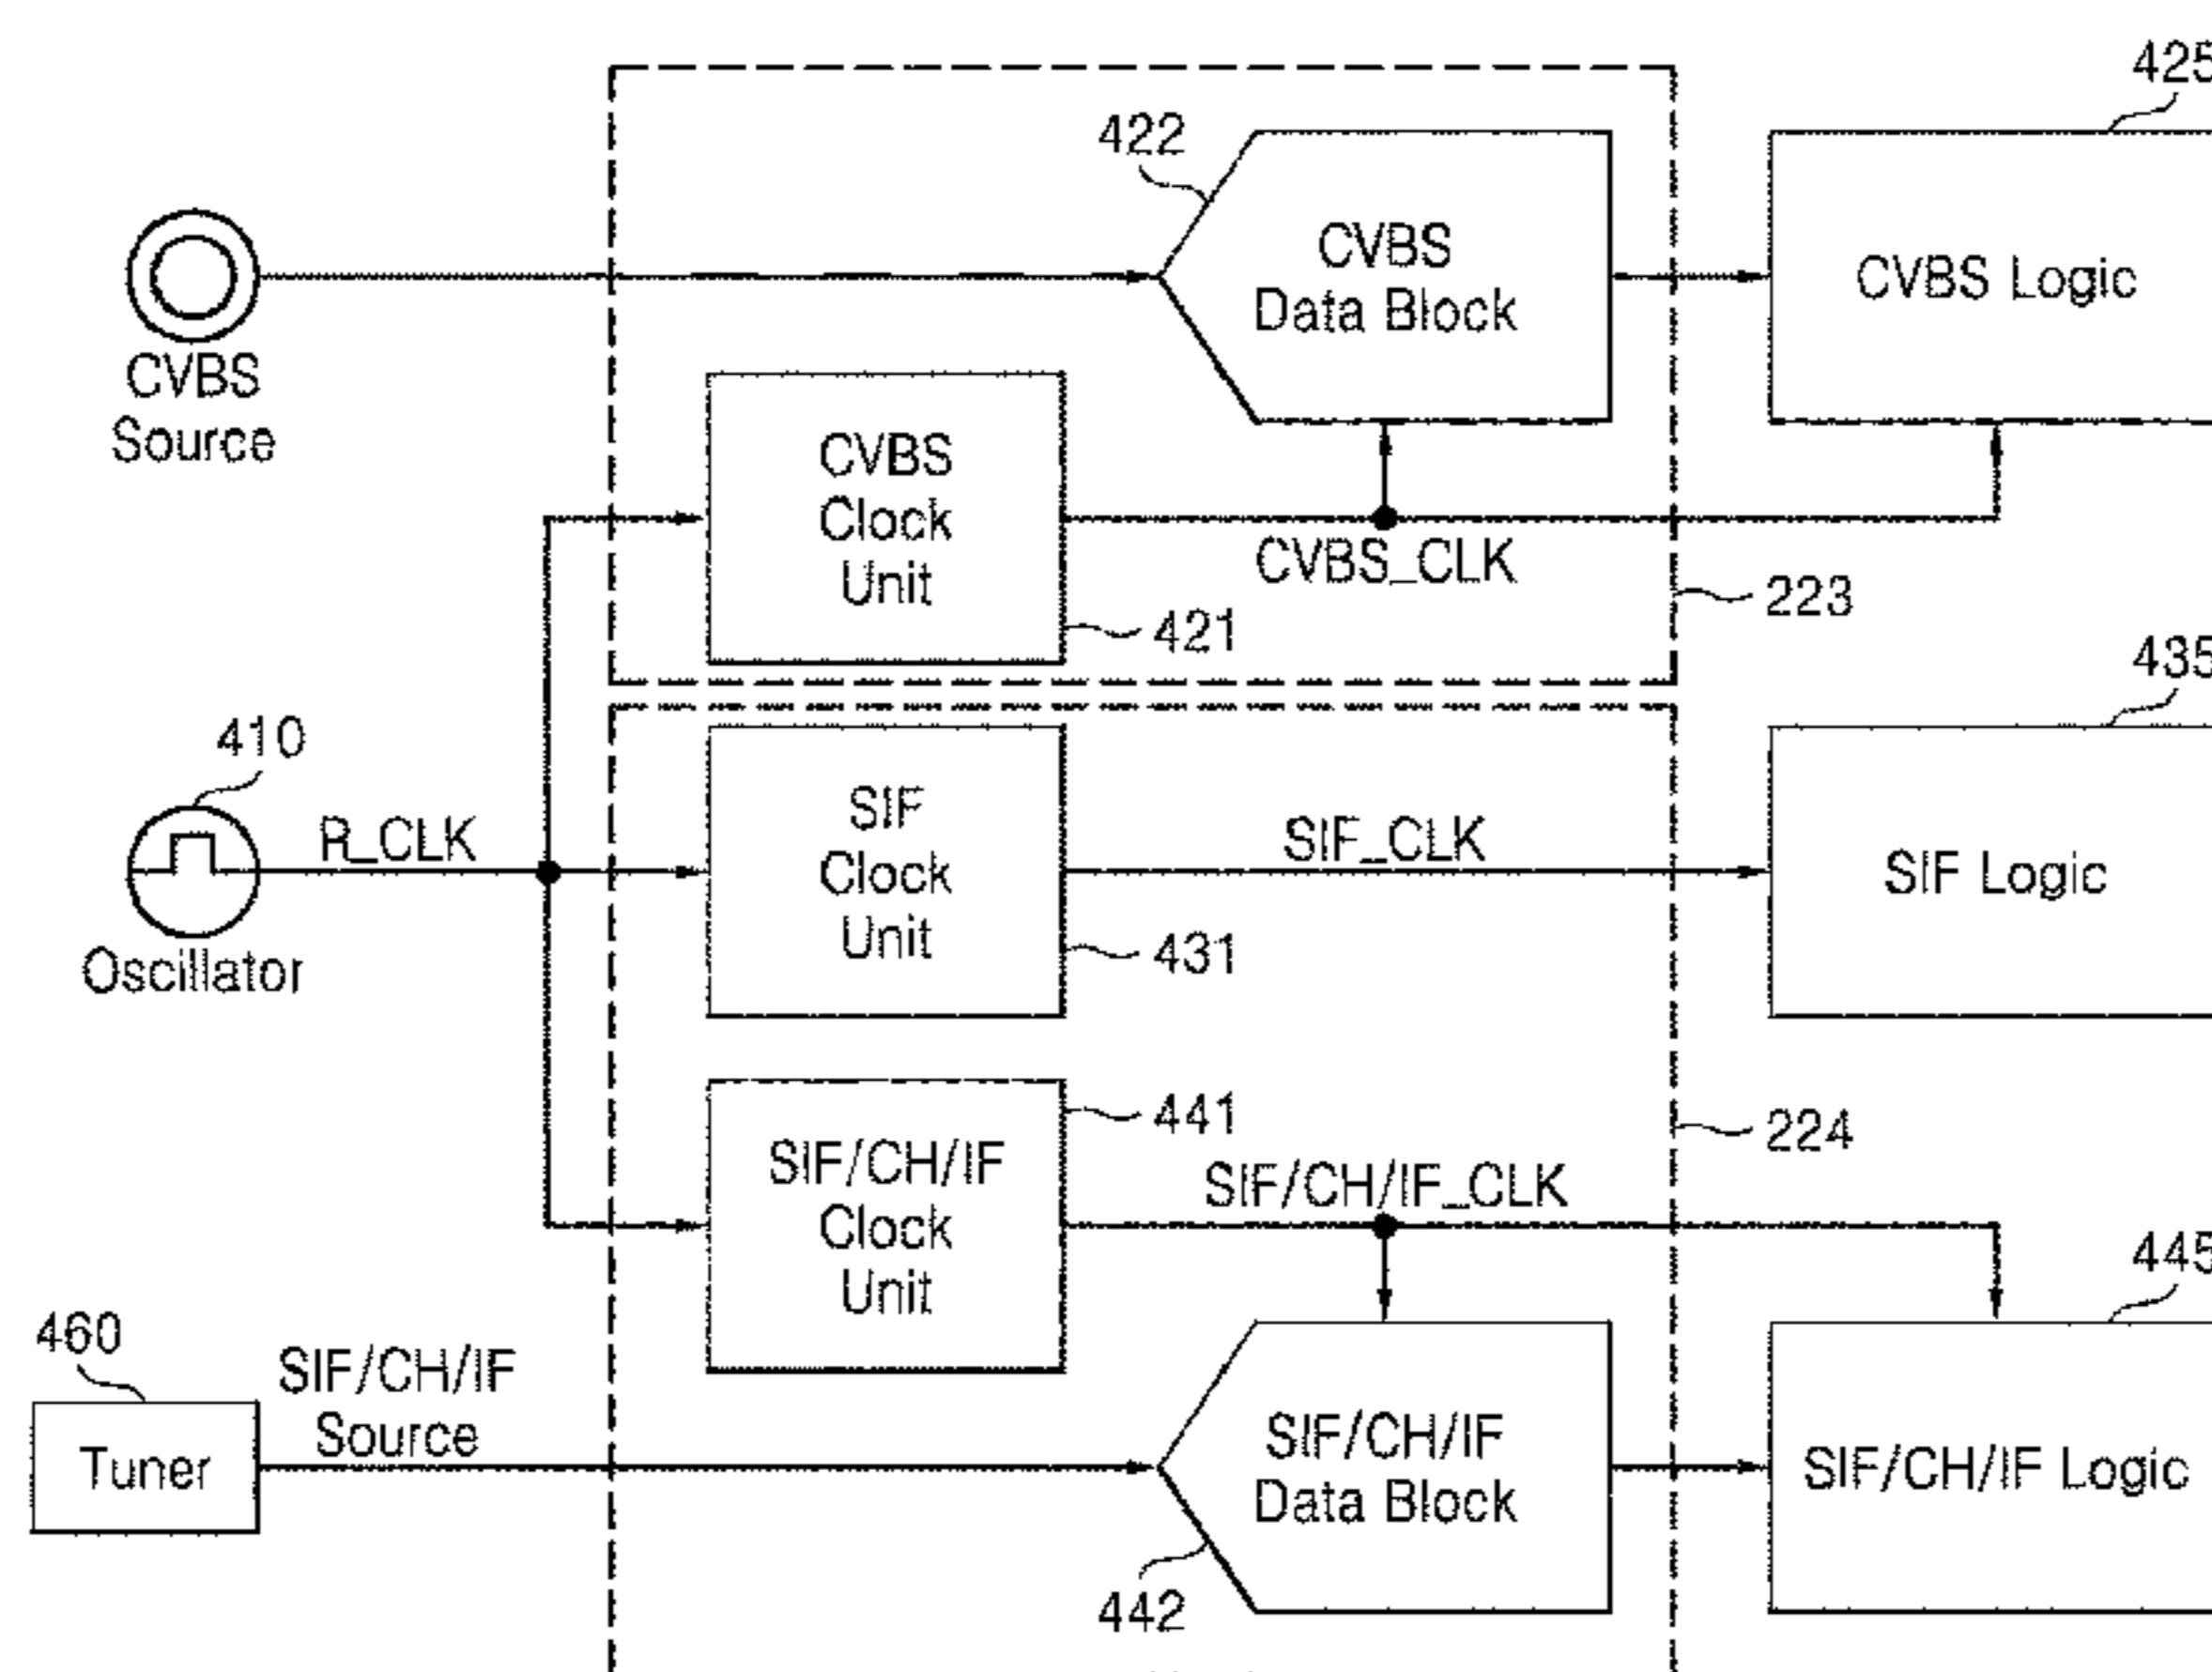 425
422
CVBS
Data Block
CVBS Logic
CVBS
Source
CVBS
Clock
Unit
CVBS_CLK
421
223
435
410
R_CLK
Oscillator
SIF
Clock
Unit
431
SIF_CLK
SIF Logic
441
224
SIF/CH/IF
Clock
Unit
SIF/CH/IF_CLK
445
460
Tuner
SIF/CH/IF
Source
SIF/CH/IF
Data Block
SIF/CH/IF Logic
442